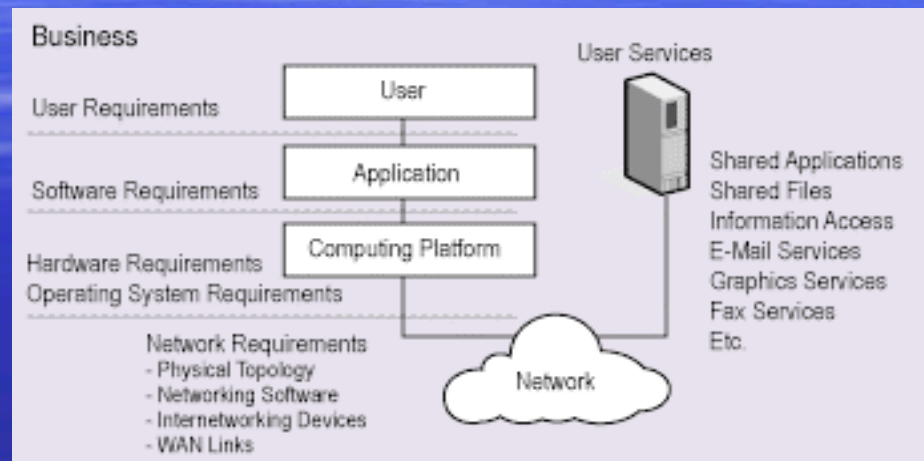 Business
User Services
User Requirements
User
Software Requirements
Application
Hardware Requirements
Operating System Requirements
Computing Platform
Shared Applications
Shared Files
Information Access
E-Mail Services
Graphics Services
Fax Services
Etc.
Network Requirements
- Physical Topology
- Networking Software
- Internetworking Devices
- WAN Links
Network